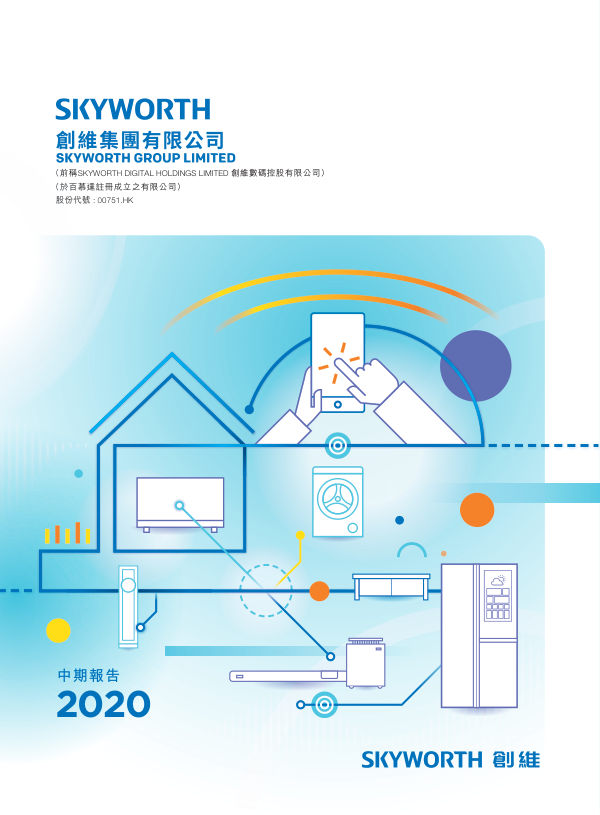 SKYWORTH
創維集團有限公司
SKYWORTH GROUP LIMITED
（前稱SKYWORTH DIGITAL HOLDINGS LIMITED 創維數碼控股有限公司）
（於百慕達註冊成立之有限公司）
股份代號 : 00751.HK
中期報告
2020
SKYWORTH 創維